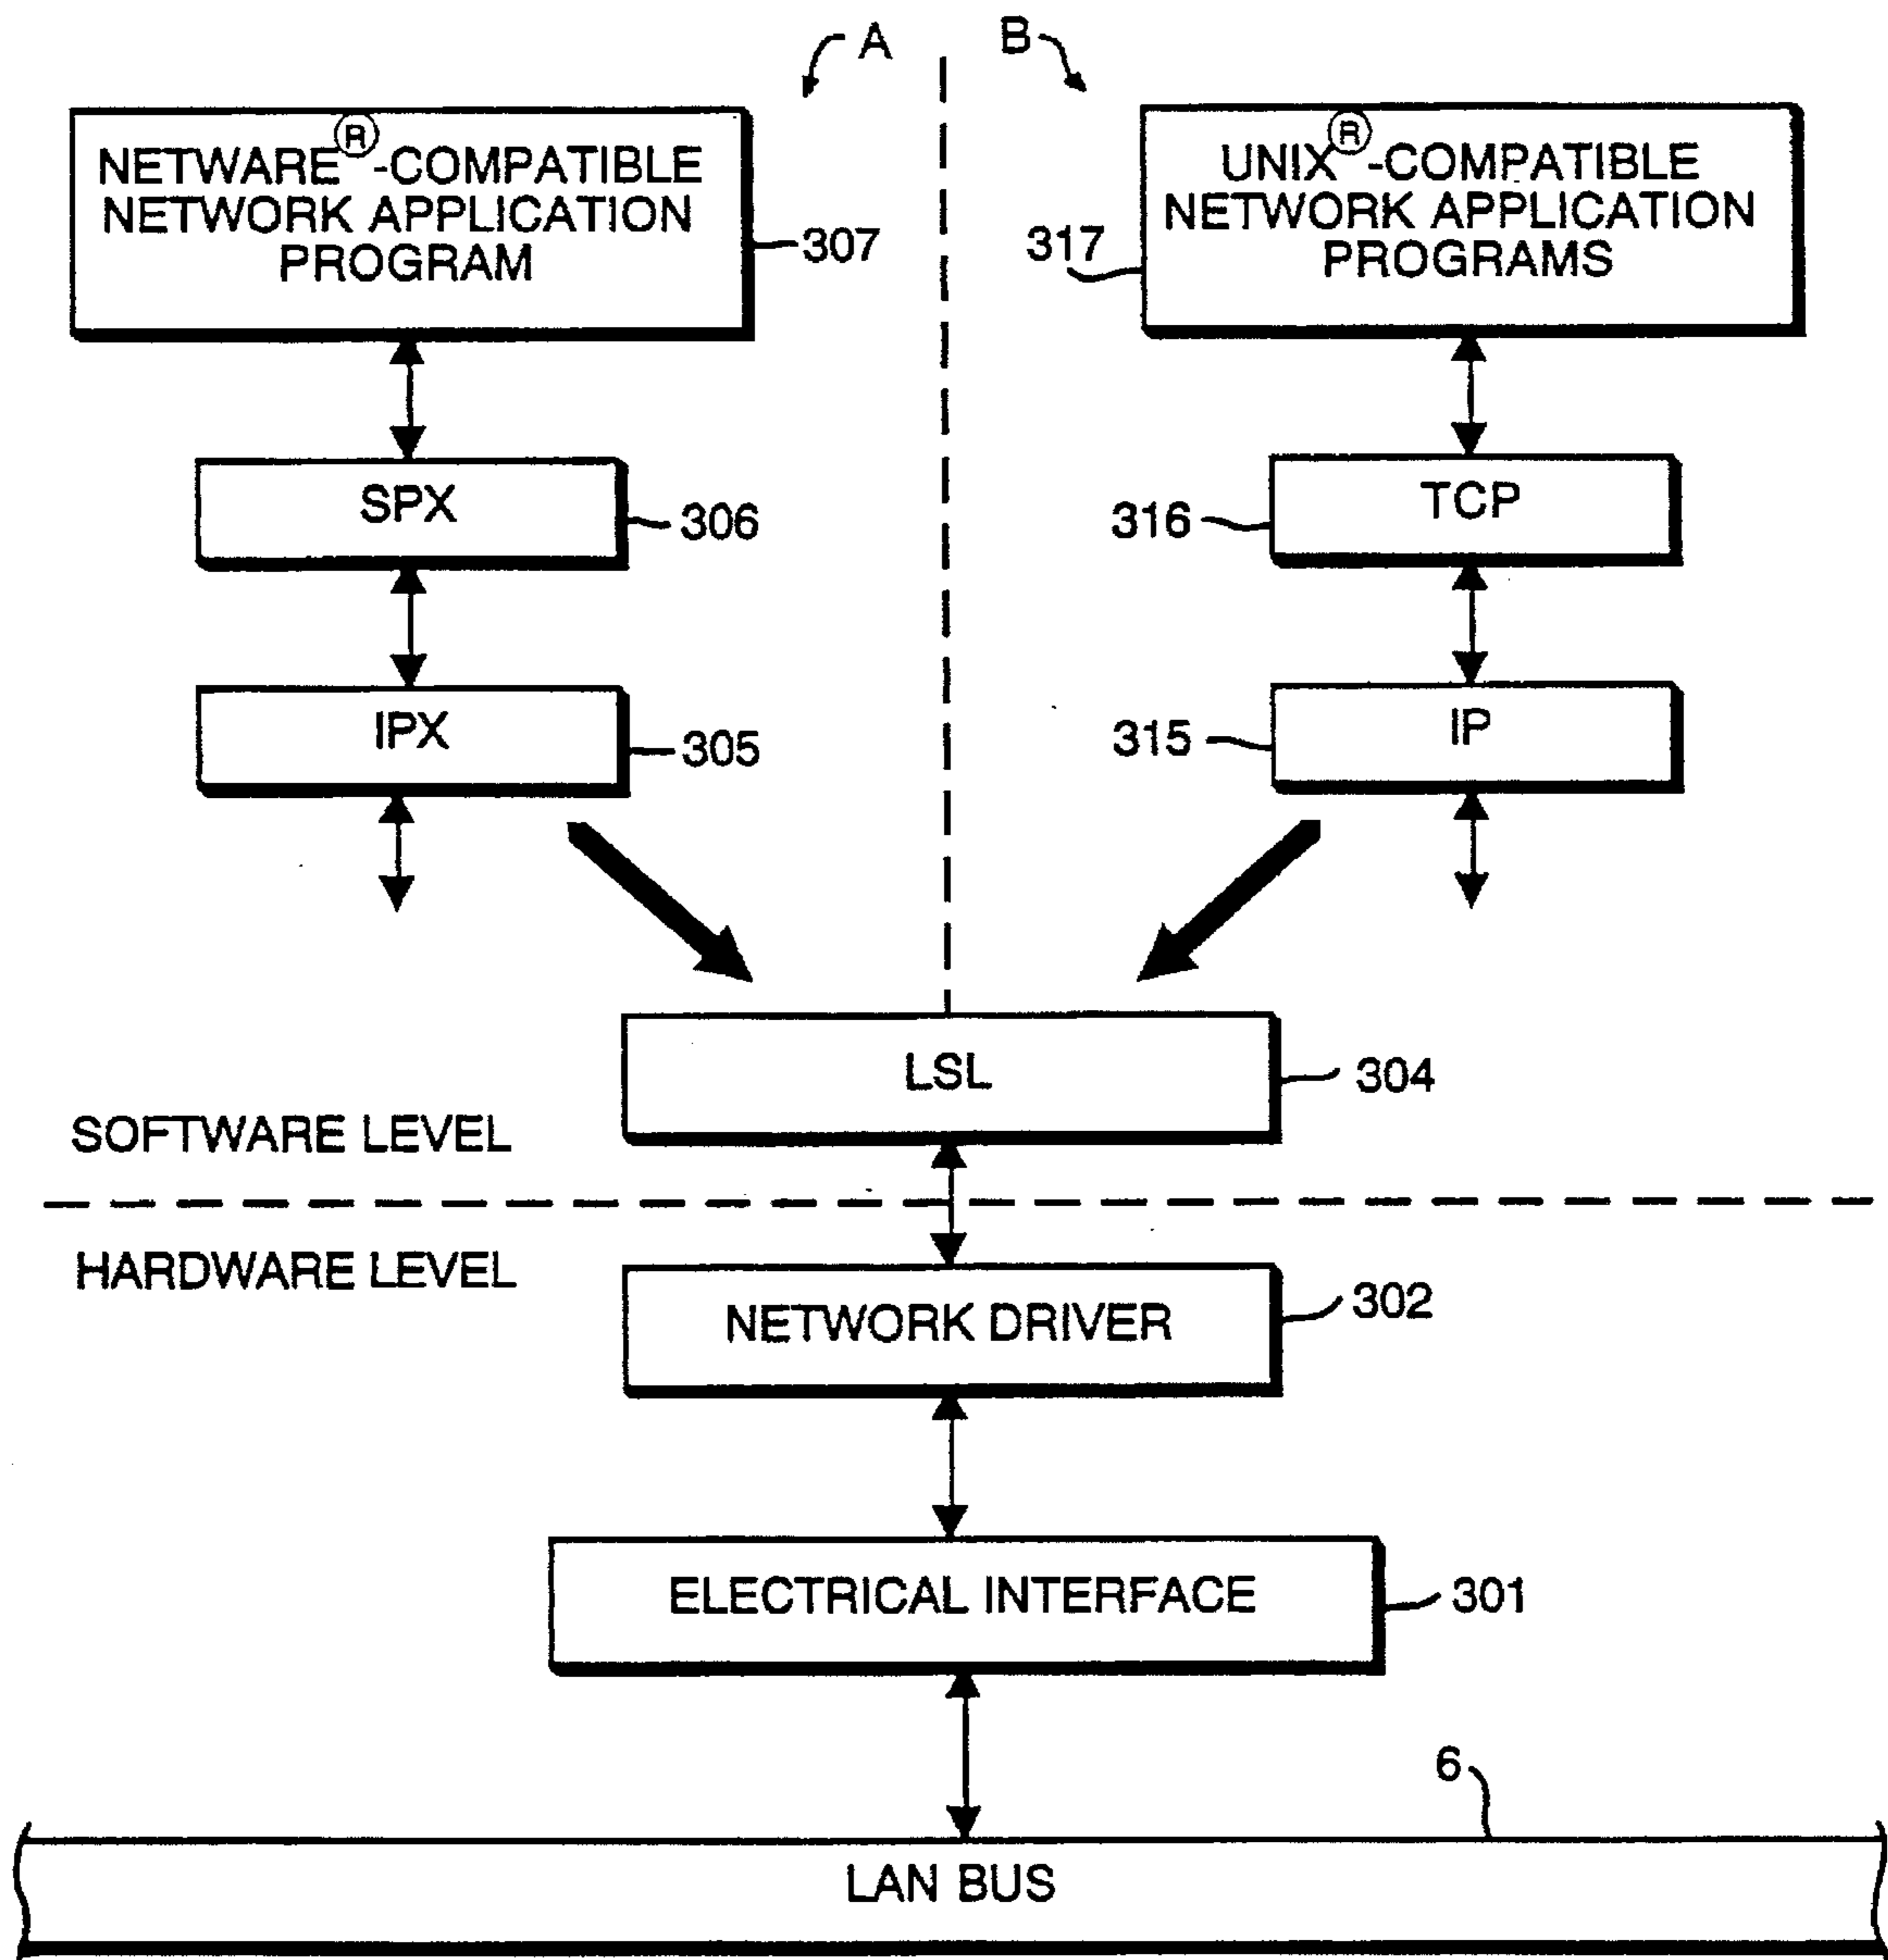 A
B
NETWARE®-COMPATIBLE
NETWORK APPLICATION
PROGRAM
307
UNIX®-COMPATIBLE
NETWORK APPLICATION
PROGRAMS
317
SPX
306
TCP
316
IPX
305
IP
315
LSL
304
SOFTWARE LEVEL
HARDWARE LEVEL
NETWORK DRIVER
302
ELECTRICAL INTERFACE
301
6
LAN BUS